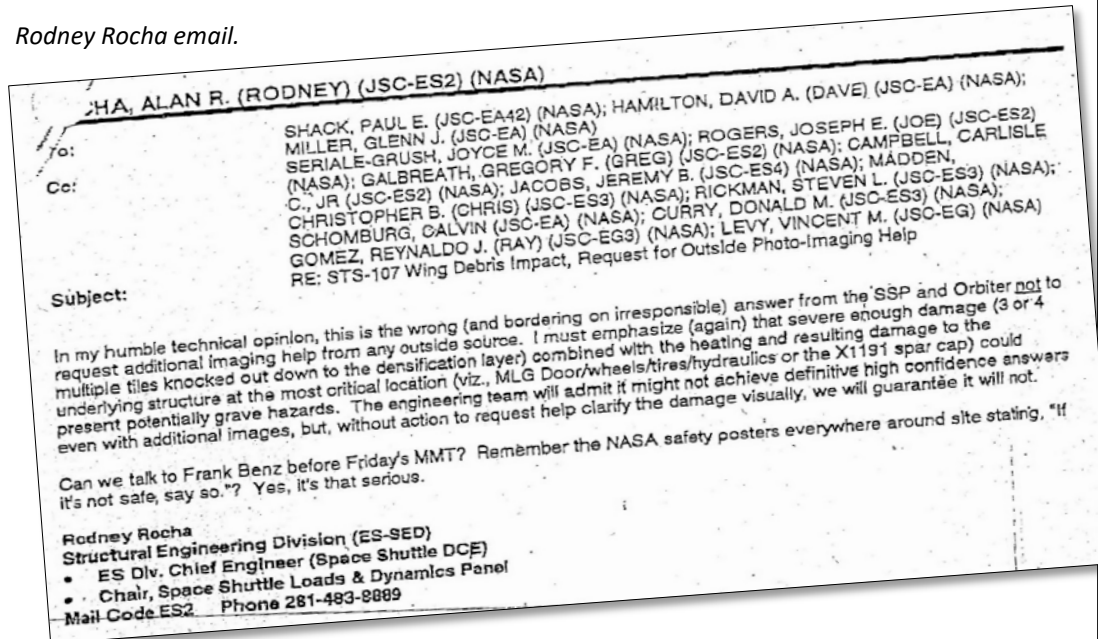 Rodney Rocha email.
CHA, ALAN R. (RODNEY) (JSC-ES2) (NASA)
To:
SHACK, PAUL E. (JSC-EA42) (NASA); HAMILTON, DAVID A. (DAVE) (JSC-EA) (NASA);
MILLER, GLENN J. (JSC-EA) (NASA)
Cc:
SERIALE-GRUSH, JOYCE M. (JSC-EA) (NASA); ROGERS, JOSEPH E. (JOE) (JSC-ES2)
(NASA); GALBREATH, GREGORY F. (GREG) (JSC-ES2) (NASA); CAMPBELL, CARLISLE
C., JR (JSC-ES2) (NASA); JACOBS, JEREMY B. (JSC-ES4) (NASA); MADDEN,
CHRISTOPHER B. (CHRIS) (JSC-ES3) (NASA); RICKMAN, STEVEN L. (JSC-ES3) (NASA);
SCHOMBURG, CALVIN (JSC-EA) (NASA); CURRY, DONALD M. (JSC-ES3) (NASA);
GOMEZ, REYNALDO J. (RAY) (JSC-EG3) (NASA); LEVY, VINCENT M. (JSC-EG) (NASA)
Subject:
RE: STS-107 Wing Debris Impact, Request for Outside Photo-Imaging Help
In my humble technical opinion, this is the wrong (and bordering on irresponsible) answer from the SSP and Orbiter not to
request additional imaging help from any outside source. I must emphasize (again) that severe enough damage (3 or 4
multiple tiles knocked out down to the densification layer) combined with the heating and resulting damage to the
underlying structure at the most critical location (viz., MLG Door/wheels/tires/hydraulics or the X1191 spar cap) could
present potentially grave hazards. The engineering team will admit it might not achieve definitive high confidence answers
even with additional images, but, without action to request help clarify the damage visually, we will guarantee it will not.
Can we talk to Frank Benz before Friday's MMT? Remember the NASA safety posters everywhere around site stating, "If
it's not safe, say so."? Yes, it's that serious.
Rodney Rocha
Structural Engineering Division (ES-SED)
• ES Div. Chief Engineer (Space Shuttle DCE)
• Chair, Space Shuttle Loads & Dynamics Panel
Mail Code ES2 Phone 281-483-8889